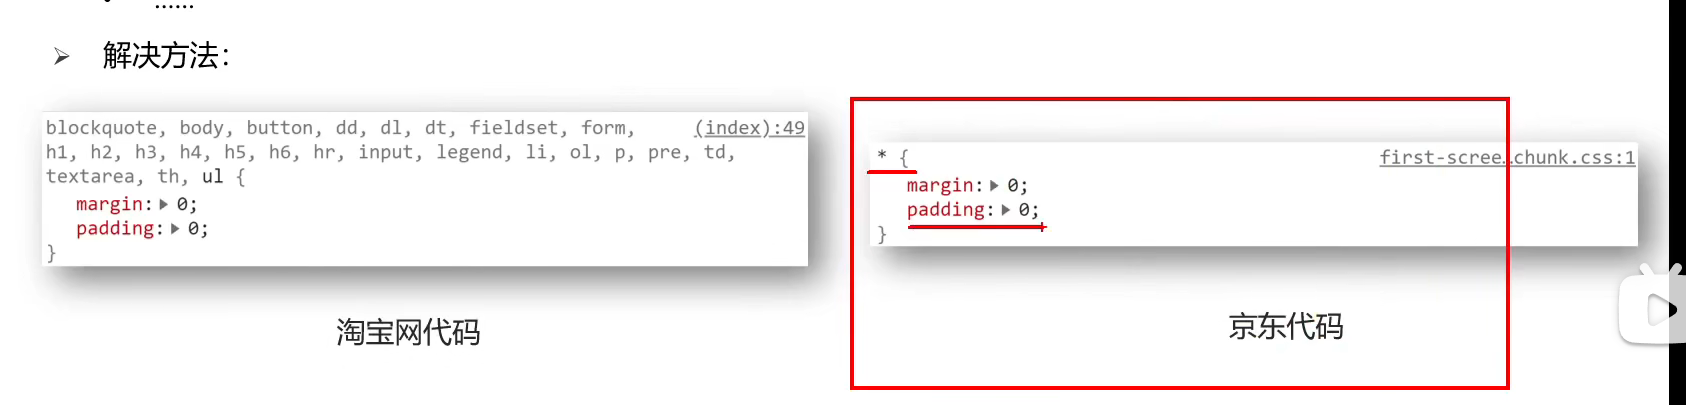 ......
➢ 解决方法：
blockquote, body, button, dd, dl, dt, fieldset, form, (index):49
h1, h2, h3, h4, h5, h6, hr, input, legend, li, ol, p, pre, td,
textarea, th, ul {
margin:▶ 0;
padding:▶ 0;
}
淘宝网代码
* { first-scree…chunk.css:1
margin:▶ 0;
padding:▶ 0;
}
京东代码